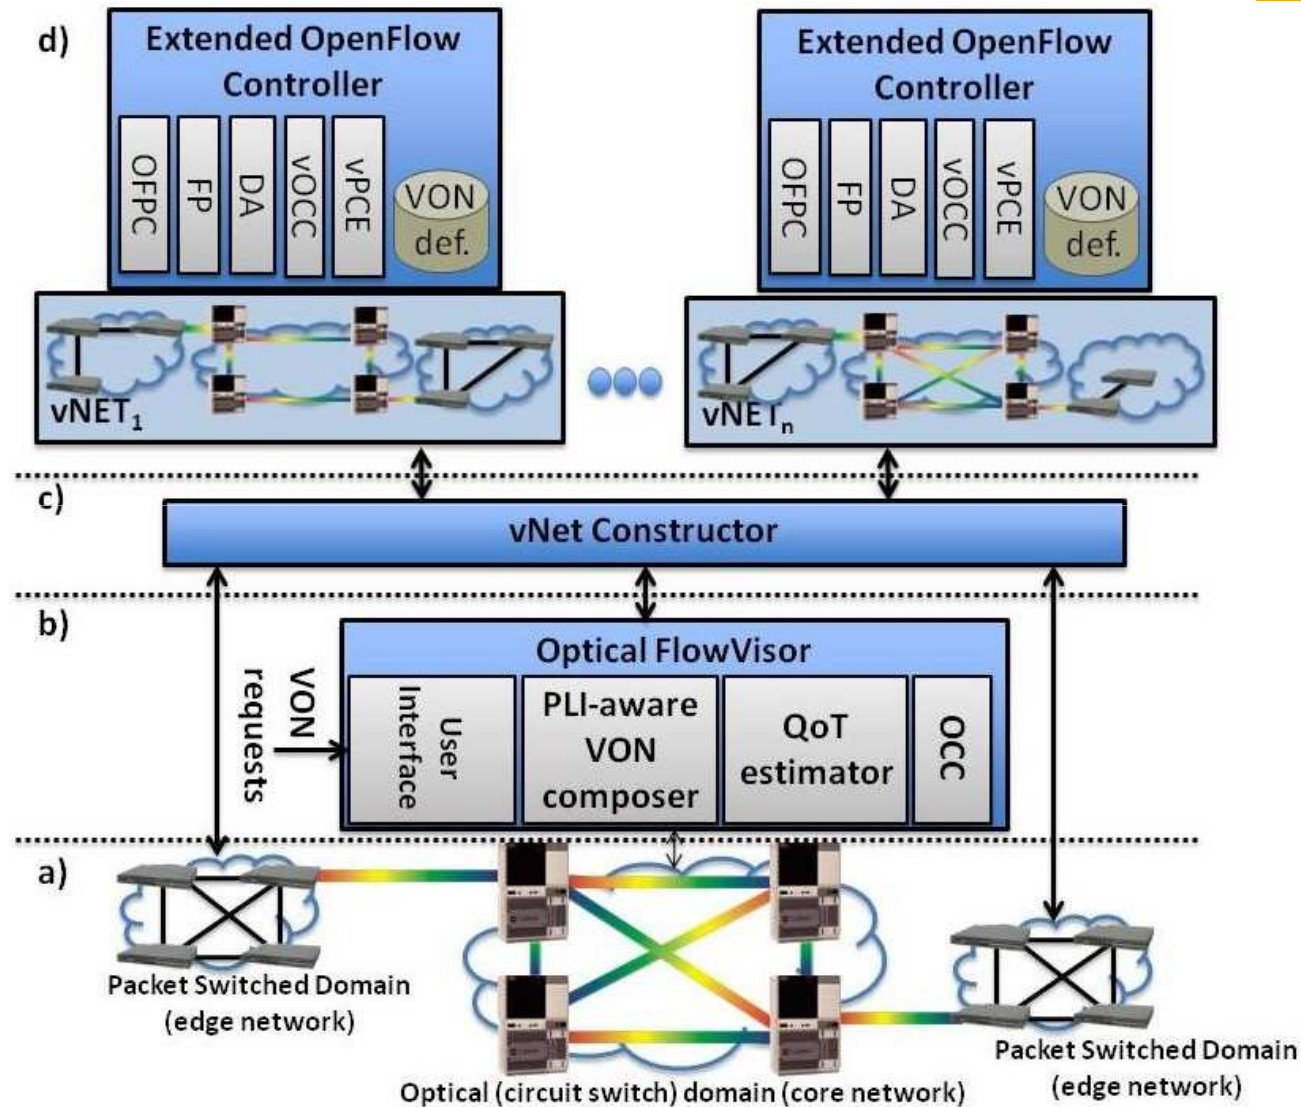 d)
Extended OpenFlow
Controller
OFPC
FP
DA
vOCC
vPCE
VON
def.
Extended OpenFlow
Controller
OFPC
FP
DA
vOCC
vPCE
VON
def.
vNET1
vNETn
c)
vNet Constructor
b)
Optical FlowVisor
VON
requests
User
Interface
PLI-aware
VON
composer
QoT
estimator
OCC
a)
Packet Switched Domain
(edge network)
Optical (circuit switch) domain (core network)
Packet Switched Domain
(edge network)